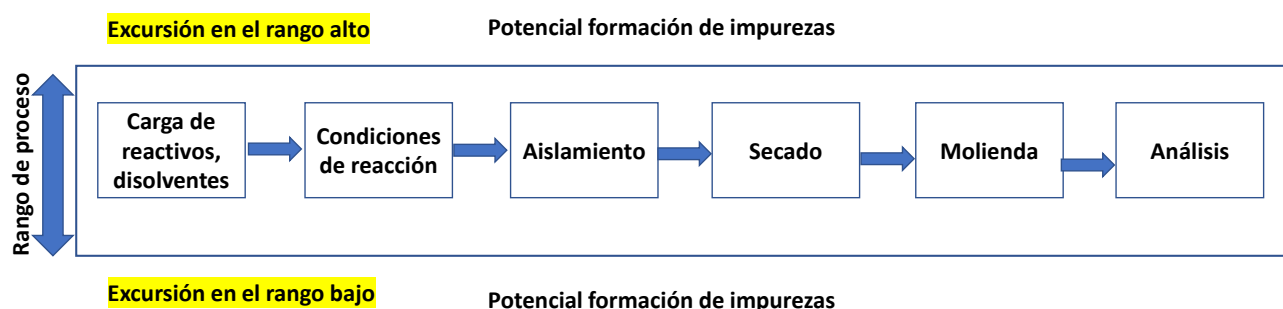 Excursión en el rango alto
Potencial formación de impurezas
Rango de proceso
Carga de
reactivos,
disolventes
Condiciones
de reacción
Aislamiento
Secado
Molienda
Análisis
Excursión en el rango bajo
Potencial formación de impurezas